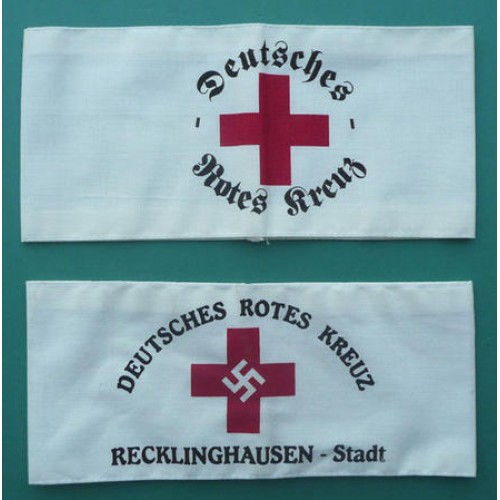 Deutsches
Rotes Kreuz
DEUTSCHES ROTES KREUZ
RECKLINGHAUSEN - Stadt